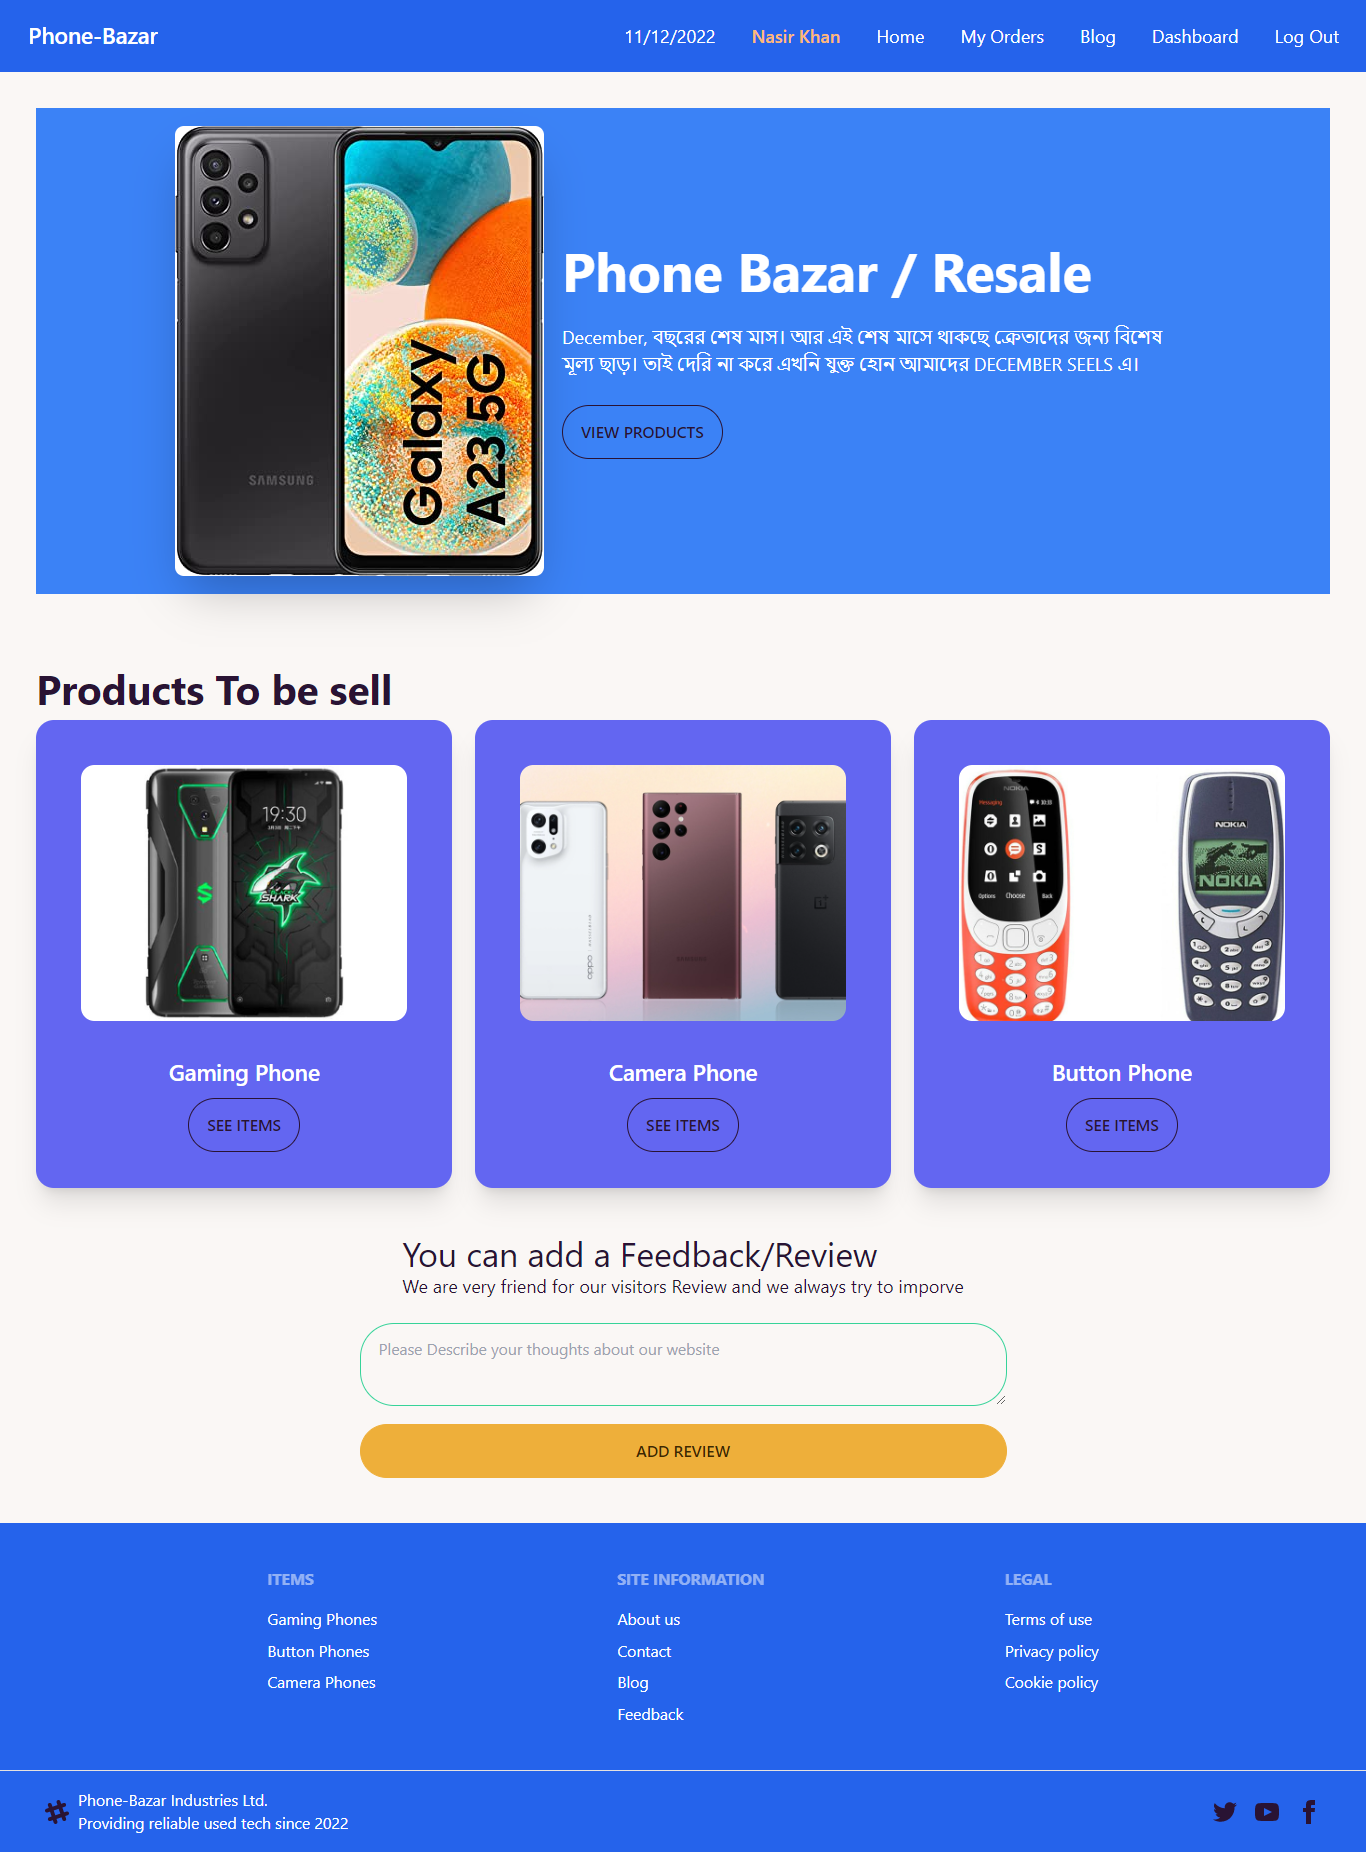 Phone-Bazar
11/12/2022
Nasir Khan
Home
My Orders
Blog
Dashboard
Log Out
SAMSUNG
Galaxy
A23 5G
Phone Bazar / Resale
December, বছরের শেষ মাস। আর এই শেষ মাসে থাকছে ক্রেতাদের জন্য বিশেষ
মূল্য ছাড়। তাই দেরি না করে এখনি যুক্ত হোন আমাদের DECEMBER SEELS এ।
VIEW PRODUCTS
Products To be sell
19:30
SHARK
oppo
NOKIA
Messaging
Options
Choose
Back
NOKIA
NOKIA
Gaming Phone
SEE ITEMS
Camera Phone
SEE ITEMS
Button Phone
SEE ITEMS
You can add a Feedback/Review
We are very friend for our visitors Review and we always try to imporve
Please Describe your thoughts about our website
ADD REVIEW
ITEMS
Gaming Phones
Button Phones
Camera Phones
SITE INFORMATION
About us
Contact
Blog
Feedback
LEGAL
Terms of use
Privacy policy
Cookie policy
Phone-Bazar Industries Ltd.
Providing reliable used tech since 2022